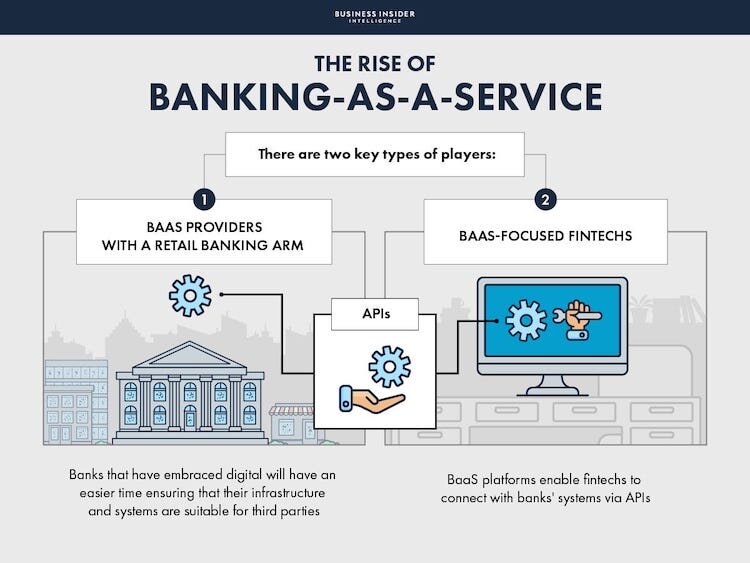 BUSINESS INSIDER
INTELLIGENCE
THE RISE OF
BANKING-AS-A-SERVICE
There are two key types of players:
1
2
BAAS PROVIDERS
WITH A RETAIL BANKING ARM
BAAS-FOCUSED FINTECHS
APIs
Banks that have embraced digital will have an
easier time ensuring that their infrastructure
and systems are suitable for third parties
BaaS platforms enable fintechs to
connect with banks' systems via APIs